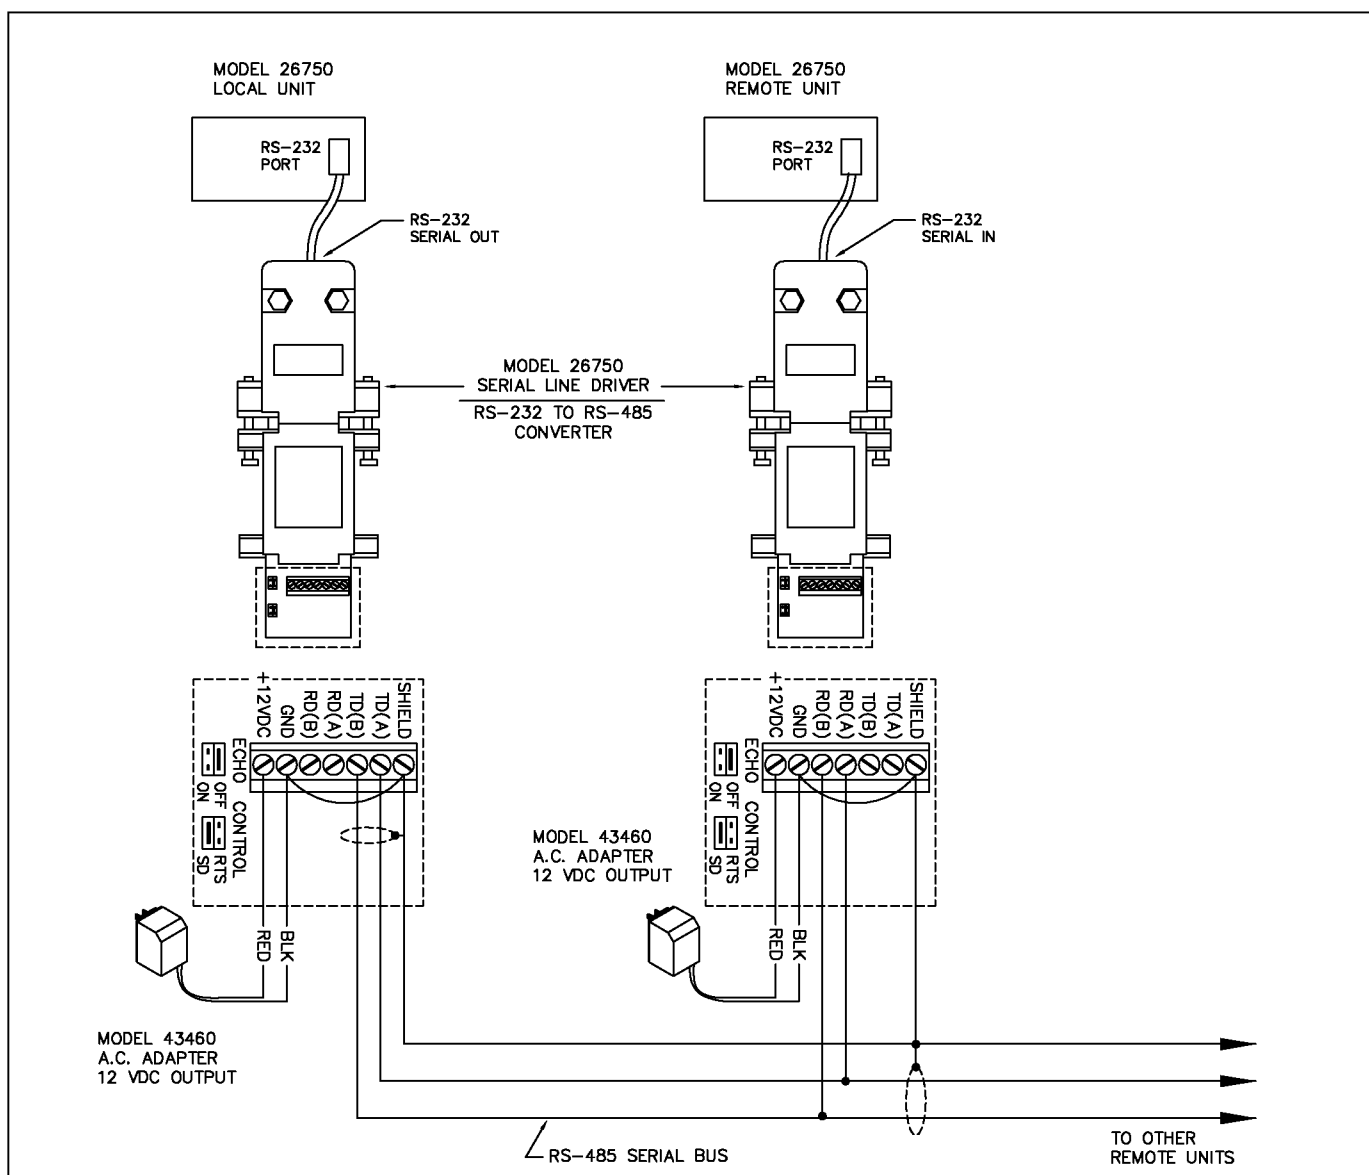 MODEL 26750
LOCAL UNIT
MODEL 26750
REMOTE UNIT
RS-232
PORT
RS-232
PORT
RS-232
SERIAL OUT
RS-232
SERIAL IN
MODEL 26750
SERIAL LINE DRIVER
RS-232 TO RS-485
CONVERTER
+12VDC
GND
RD(B)
RD(A)
TD(B)
TD(A)
SHIELD
ECHO
OFF
ON
CONTROL
RTS
SD
RED
BLK
MODEL 43460
A.C. ADAPTER
12 VDC OUTPUT
+12VDC
GND
RD(B)
RD(A)
TD(B)
TD(A)
SHIELD
ECHO
OFF
ON
CONTROL
RTS
SD
MODEL 43460
A.C. ADAPTER
12 VDC OUTPUT
RED
BLK
RS-485 SERIAL BUS
TO OTHER
REMOTE UNITS